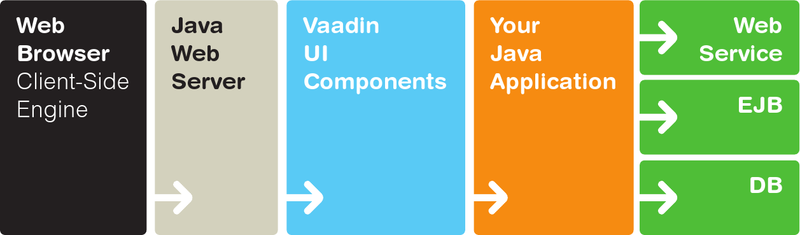 Web
Browser
Client-Side
Engine
Java
Web
Server
Vaadin
UI
Components
Your
Java
Application
Web
Service
EJB
DB